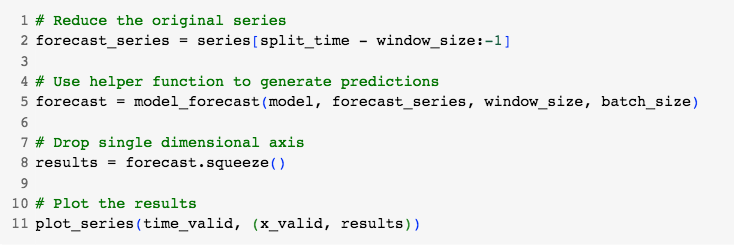 1 # Reduce the original series
2 forecast_series = series[split_time - window_size:-1]
3
4 # Use helper function to generate predictions
5 forecast = model_forecast(model, forecast_series, window_size, batch_size)
6
7 # Drop single dimensional axis
8 results = forecast.squeeze()
9
10 # Plot the results
11 plot_series(time_valid, (x_valid, results))